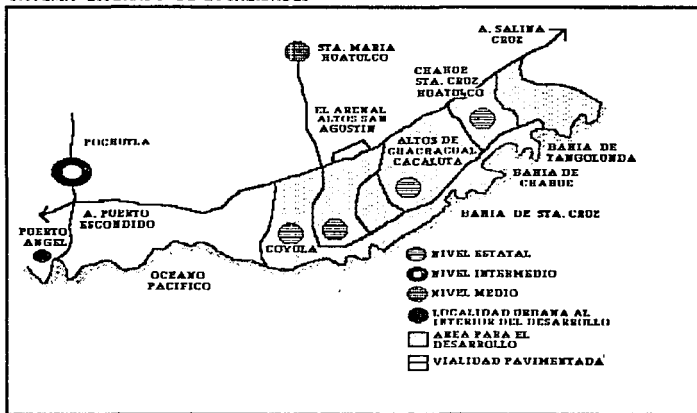 A. SALINA
CRUZ
STA. MARIA
HUATULCO
CHAHUE
STA. CRUZ
HUATULCO
EL ARENAL
ALTOS SAN
AGUSTIN
POCHUTLA
ALTOS DE
CACALUTA
BAHIA DE
TANGOLUNDA
BAHIA DE
CHAHUE
BAHIA DE STA. CRUZ
A. PUERTO
ESCONDIDO
PUERTO
ANGEL
COYULA
OCEANO
PACIFICO
NIVEL ESTATAL
NIVEL INTERMEDIO
NIVEL MEDIO
LOCALIDAD URBANA AL
INTERIOR DEL DESARROLLO
AREA PARA EL
DESARROLLO
VIALIDAD PAVIMENTADA